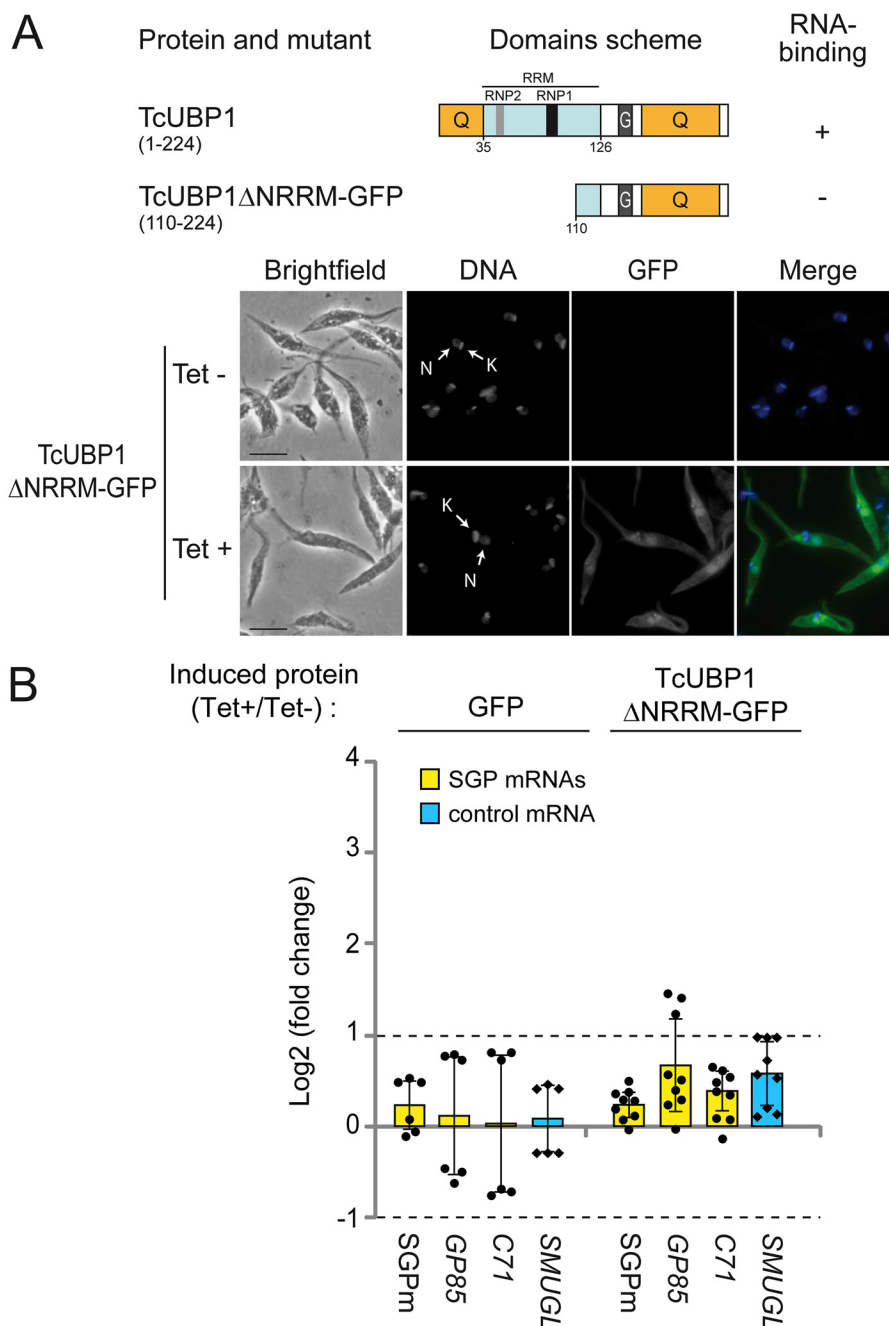 A
Protein and mutant
Domains scheme
RNA-
binding
RRM
RNP2
RNP1
TcUBP1
(1-224)
Q
G
Q
+
35
126
TcUBP1ΔNRRM-GFP
(110-224)
G
Q
-
110
Brightfield
DNA
GFP
Merge
Tet -
N
K
TcUBP1
ΔNRRM-GFP
Tet +
K
N
B
Induced protein
(Tet+/Tet-) :
GFP
TcUBP1
ΔNRRM-GFP
4
SGP mRNAs
control mRNA
3
2
1
0
-1
Log2 (fold change)
SGPm
GP85
C71
SMUGL
SGPm
GP85
C71
SMUGL